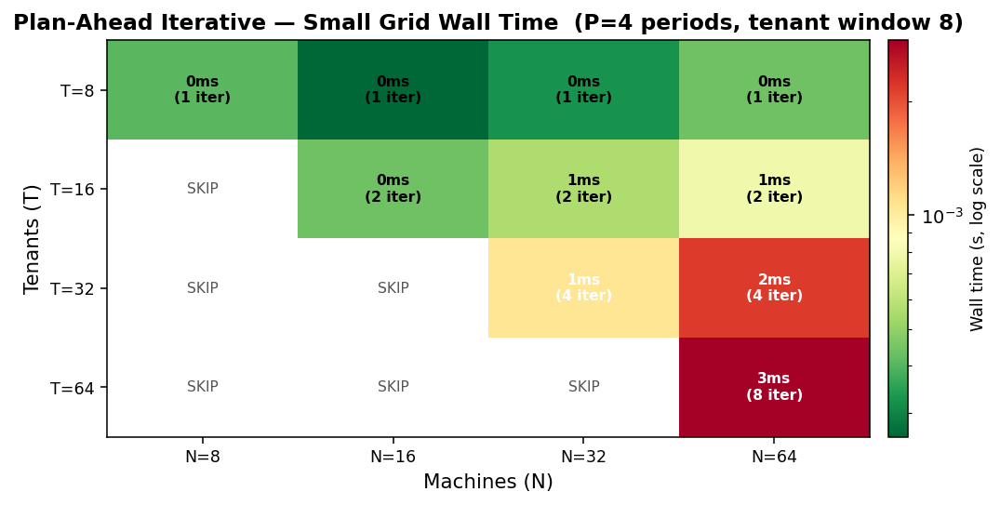 Plan-Ahead Iterative — Small Grid Wall Time  (P=4 periods, tenant window 8)
Tenants (T)
T=8
0ms
(1 iter)
0ms
(1 iter)
0ms
(1 iter)
0ms
(1 iter)
T=16
SKIP
0ms
(2 iter)
1ms
(2 iter)
1ms
(2 iter)
T=32
SKIP
SKIP
1ms
(4 iter)
2ms
(4 iter)
T=64
SKIP
SKIP
SKIP
3ms
(8 iter)
N=8
N=16
N=32
N=64
Machines (N)
10⁻³
Wall time (s, log scale)